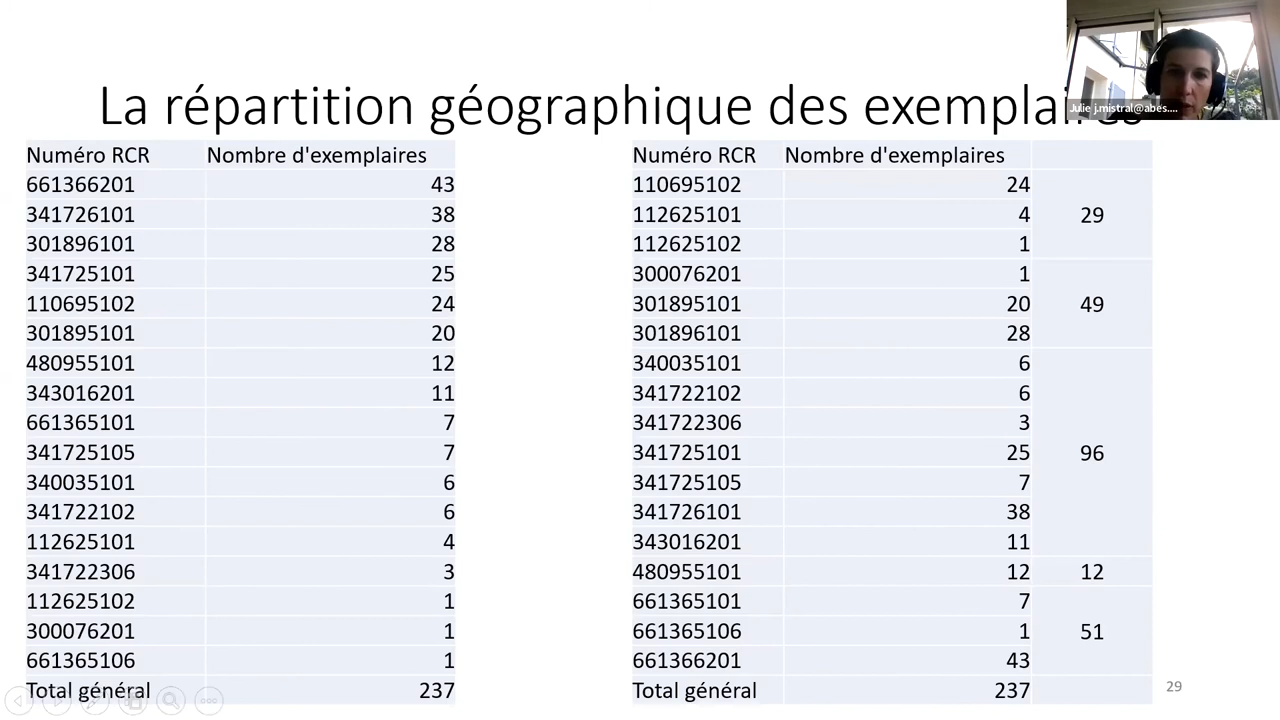 La répartition géographique des exemplaires
Julie j.mistral@abes....
Numéro RCR Nombre d'exemplaires
661366201 43
341726101 38
301896101 28
341725101 25
110695102 24
301895101 20
480955101 12
343016201 11
661365101 7
341725105 7
340035101 6
341722102 6
112625101 4
341722306 3
112625102 1
300076201 1
661365106 1
Total général 237
Numéro RCR Nombre d'exemplaires
110695102 24
112625101 4 29
112625102 1
300076201 1
301895101 20 49
301896101 28
340035101 6
341722102 6
341722306 3
341725101 25 96
341725105 7
341726101 38
343016201 11
480955101 12 12
661365101 7
661365106 1 51
661366201 43
Total général 237
29